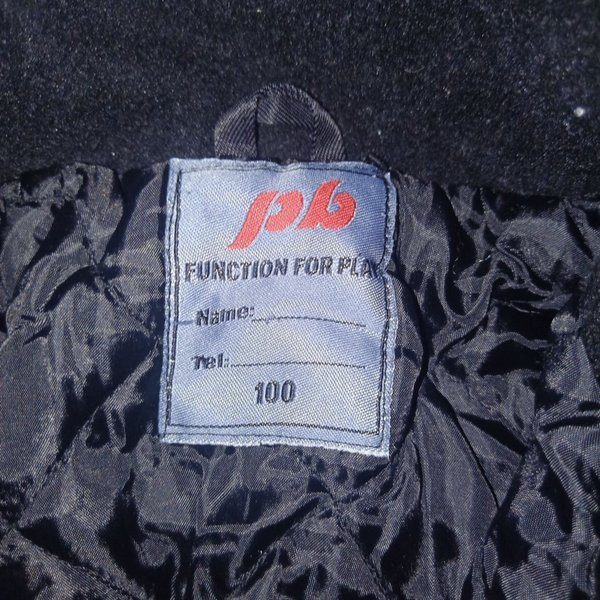 pb
FUNCTION FOR PLA
Name:
Tel:
100